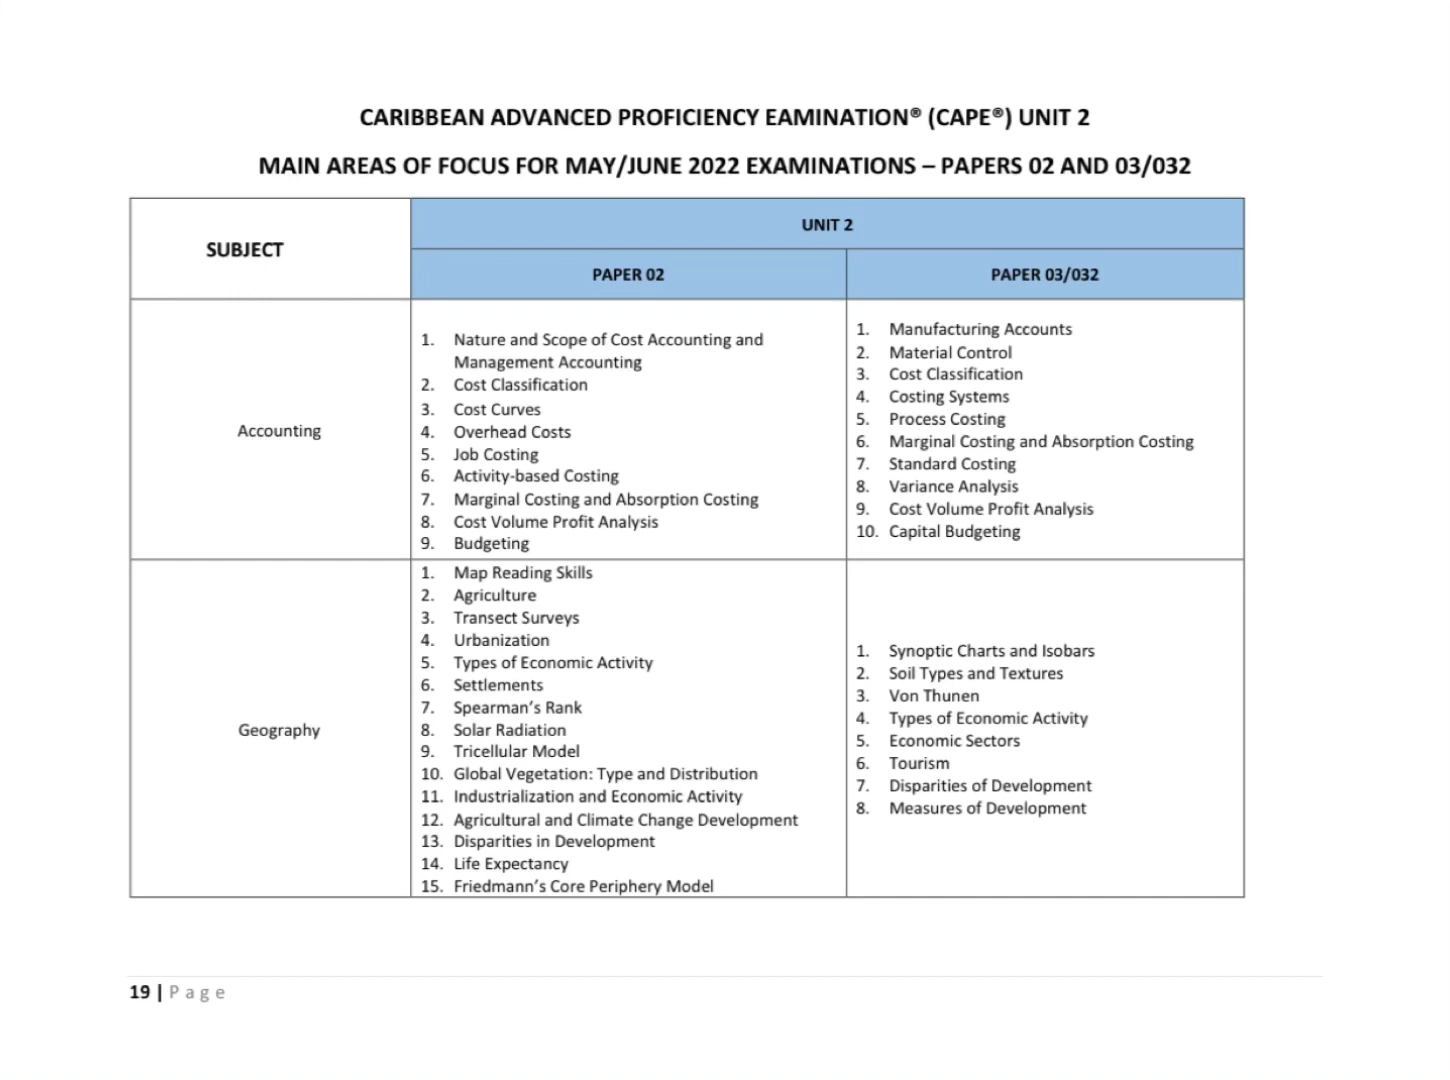 CARIBBEAN ADVANCED PROFICIENCY EAMINATION® (CAPE®) UNIT 2
MAIN AREAS OF FOCUS FOR MAY/JUNE 2022 EXAMINATIONS – PAPERS 02 AND 03/032
SUBJECT
UNIT 2
PAPER 02
PAPER 03/032
Accounting
1. Nature and Scope of Cost Accounting and
Management Accounting
2. Cost Classification
3. Cost Curves
4. Overhead Costs
5. Job Costing
6. Activity-based Costing
7. Marginal Costing and Absorption Costing
8. Cost Volume Profit Analysis
9. Budgeting
1. Manufacturing Accounts
2. Material Control
3. Cost Classification
4. Costing Systems
5. Process Costing
6. Marginal Costing and Absorption Costing
7. Standard Costing
8. Variance Analysis
9. Cost Volume Profit Analysis
10. Capital Budgeting
Geography
1. Map Reading Skills
2. Agriculture
3. Transect Surveys
4. Urbanization
5. Types of Economic Activity
6. Settlements
7. Spearman's Rank
8. Solar Radiation
9. Tricellular Model
10. Global Vegetation: Type and Distribution
11. Industrialization and Economic Activity
12. Agricultural and Climate Change Development
13. Disparities in Development
14. Life Expectancy
15. Friedmann's Core Periphery Model
1. Synoptic Charts and Isobars
2. Soil Types and Textures
3. Von Thunen
4. Types of Economic Activity
5. Economic Sectors
6. Tourism
7. Disparities of Development
8. Measures of Development
19 | Page